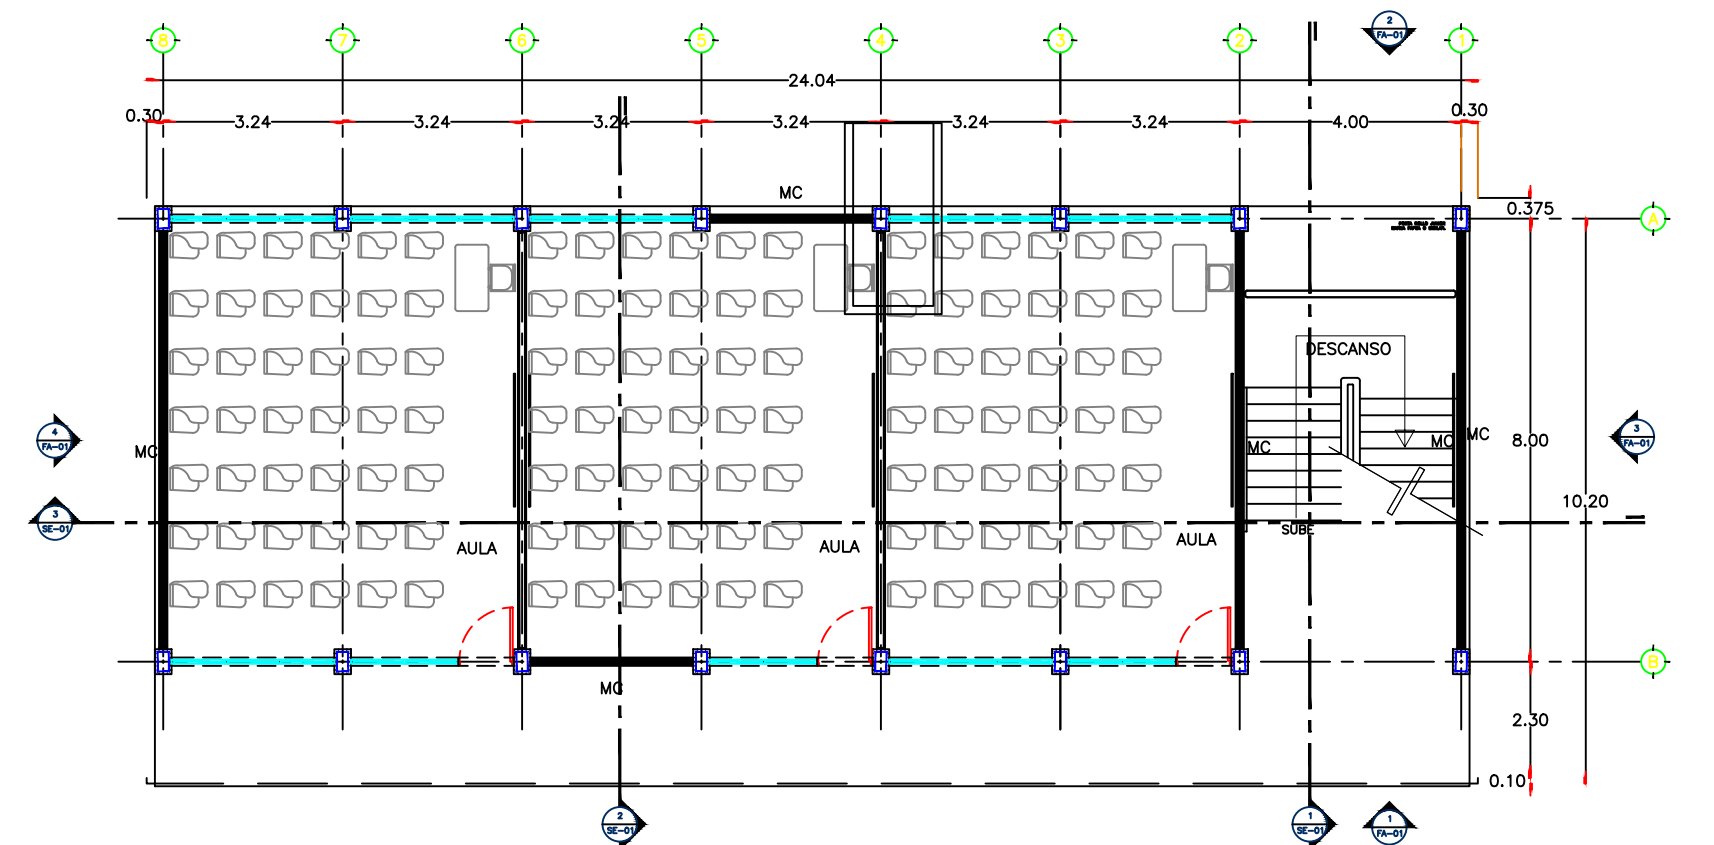 8 7 6 5 4 3 2 1
2
FA-01
24.04
0.30 3.24 3.24 3.24 3.24 3.24 3.24 4.00 0.30
MC
0.375
A
DESCANSO
4
FA-01
MC
MC
MC
MC
8.00
3
FA-01
10.20
3
SE-01
SUBE
AULA
AULA
AULA
B
MC
2.30
0.10
2
SE-01
1
SE-01
1
FA-01